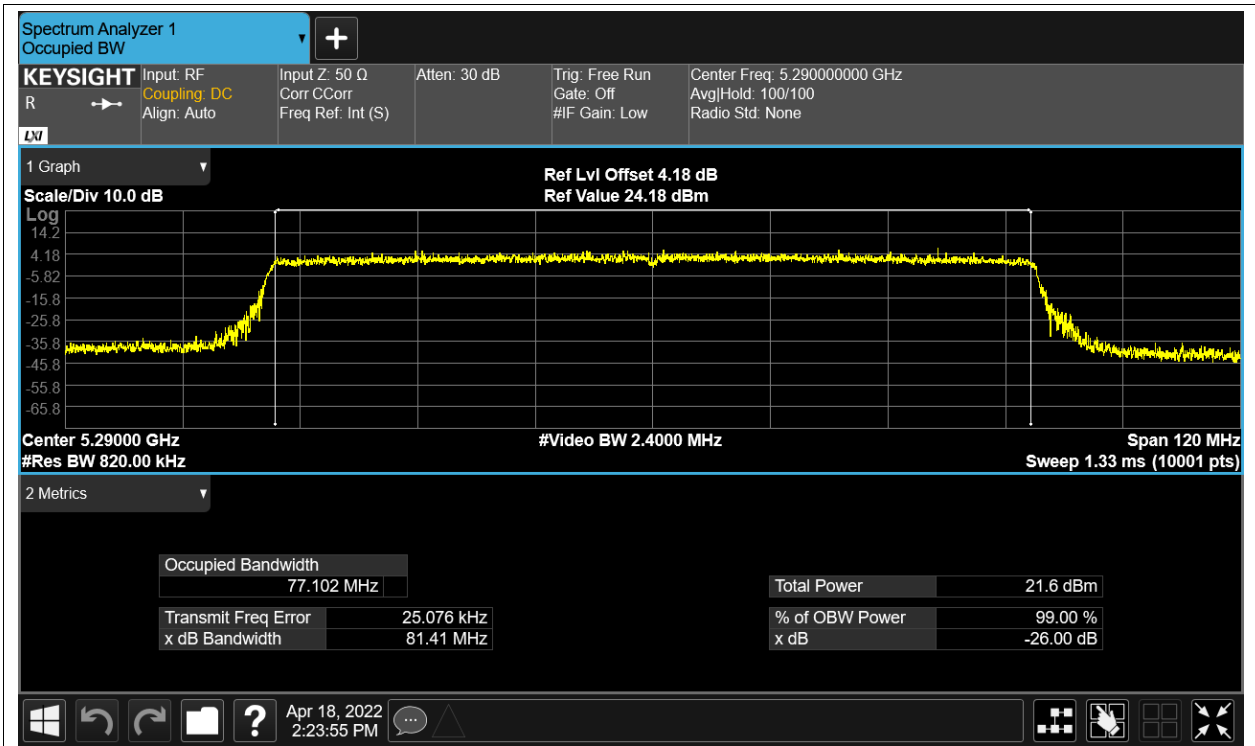 Spectrum Analyzer 1
Occupied BW
KEYSIGHT Input: RF Input Z: 50 Ω Atten: 30 dB Trig: Free Run Center Freq: 5.290000000 GHz
R Coupling: DC Corr CCorr Gate: Off Avg|Hold: 100/100
Align: Auto Freq Ref: Int (S) #IF Gain: Low Radio Std: None
LXI
1 Graph
Ref Lvl Offset 4.18 dB
Scale/Div 10.0 dB Ref Value 24.18 dBm
Log
14.2
4.18
-5.82
-15.8
-25.8
-35.8
-45.8
-55.8
-65.8
Center 5.29000 GHz #Video BW 2.4000 MHz Span 120 MHz
#Res BW 820.00 kHz Sweep 1.33 ms (10001 pts)
2 Metrics
Occupied Bandwidth
77.102 MHz Total Power 21.6 dBm
Transmit Freq Error 25.076 kHz % of OBW Power 99.00 %
x dB Bandwidth 81.41 MHz x dB -26.00 dB
? Apr 18, 2022
2:23:55 PM